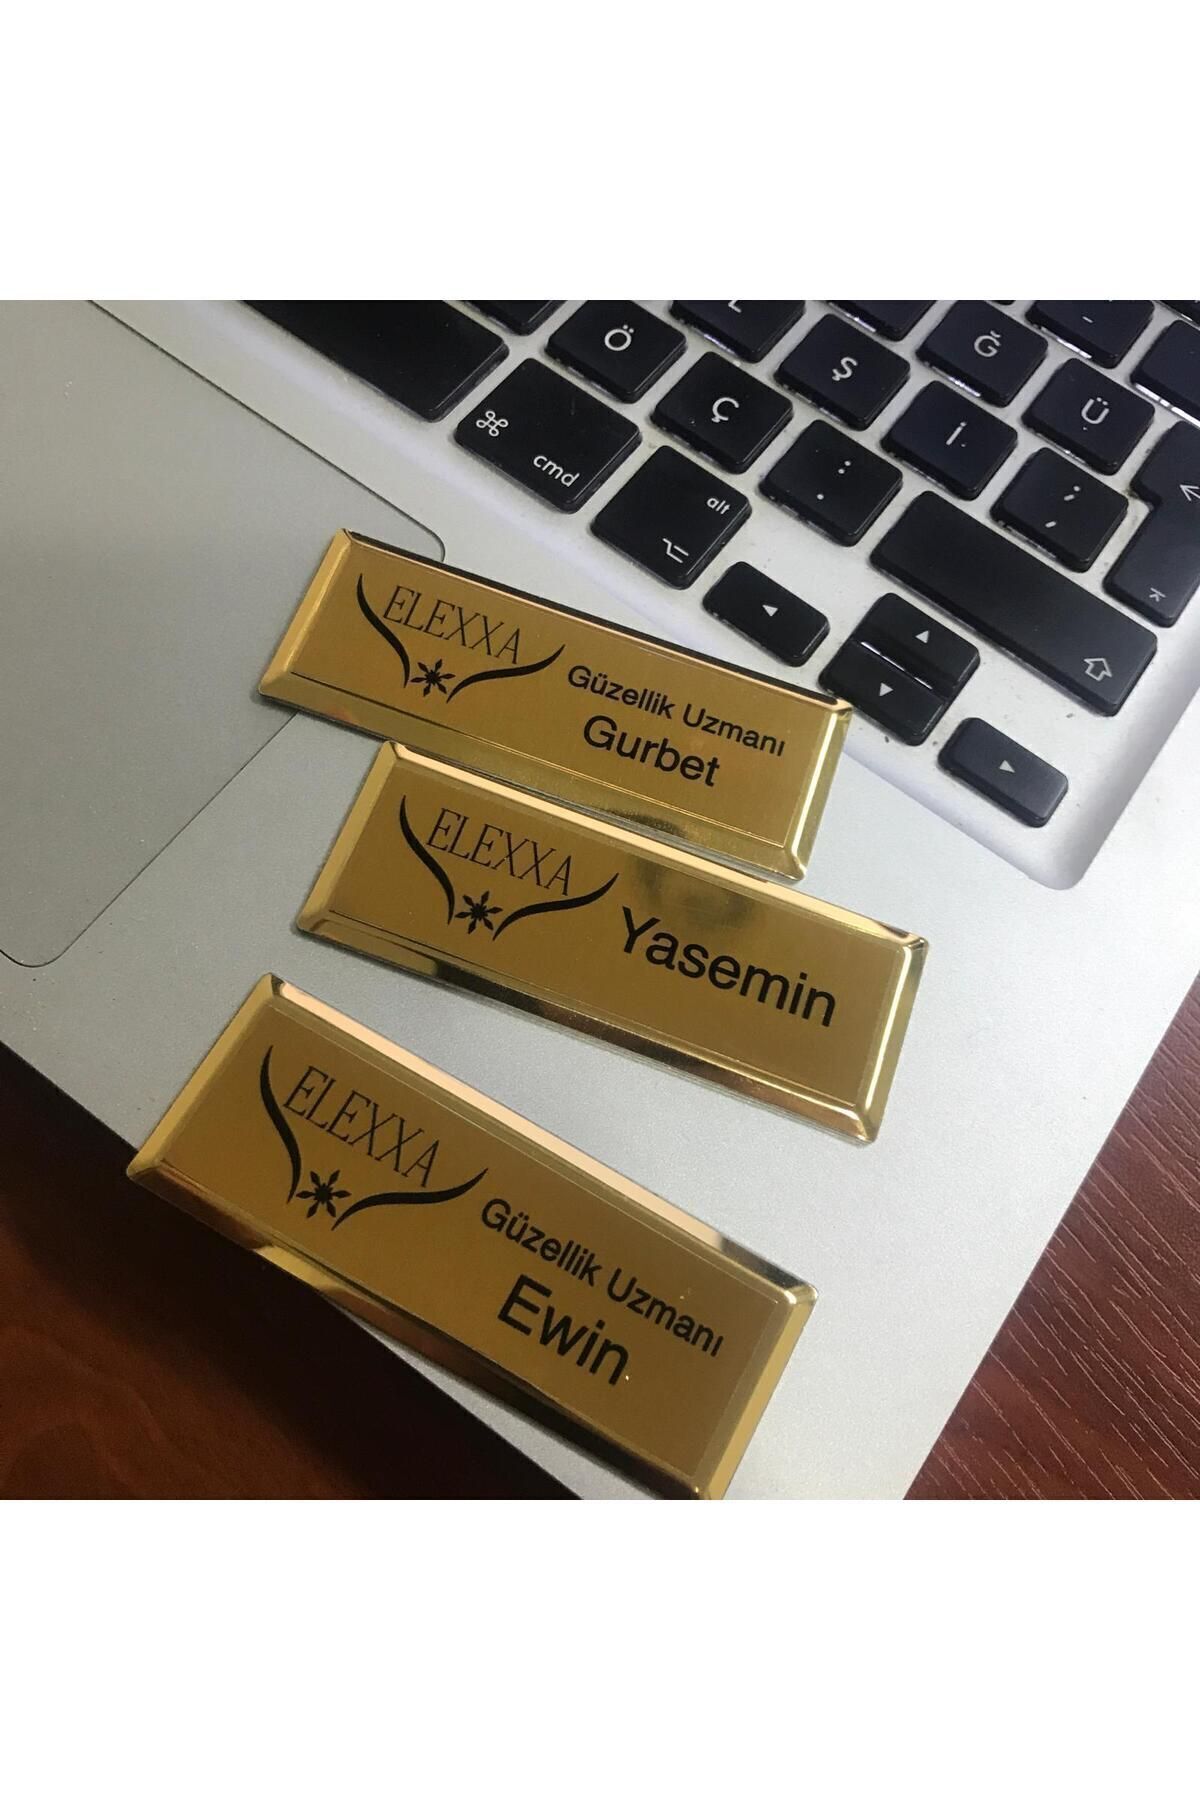 L
-
Ö
Ş
Ğ
Ç
İ
Ü
⌘
cmd
:
.
;
,
alt
⌥
◀
▲
▼
▶
⇧
ELEXXA
Güzellik Uzmanı
Gurbet
ELEXXA
Yasemin
ELEXXA
Güzellik Uzmanı
Ewin